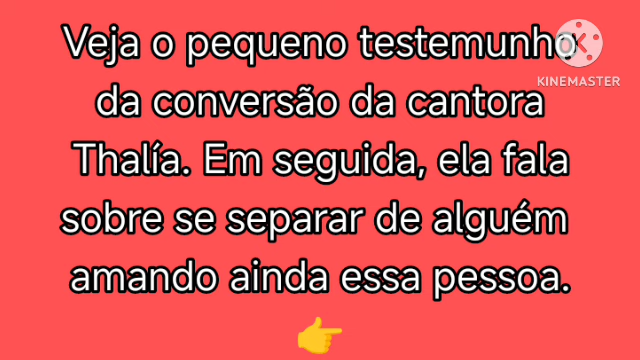 Veja o pequeno testemunho
KINEMASTER
da conversão da cantora
Thalía. Em seguida, ela fala
sobre se separar de alguém
amando ainda essa pessoa.